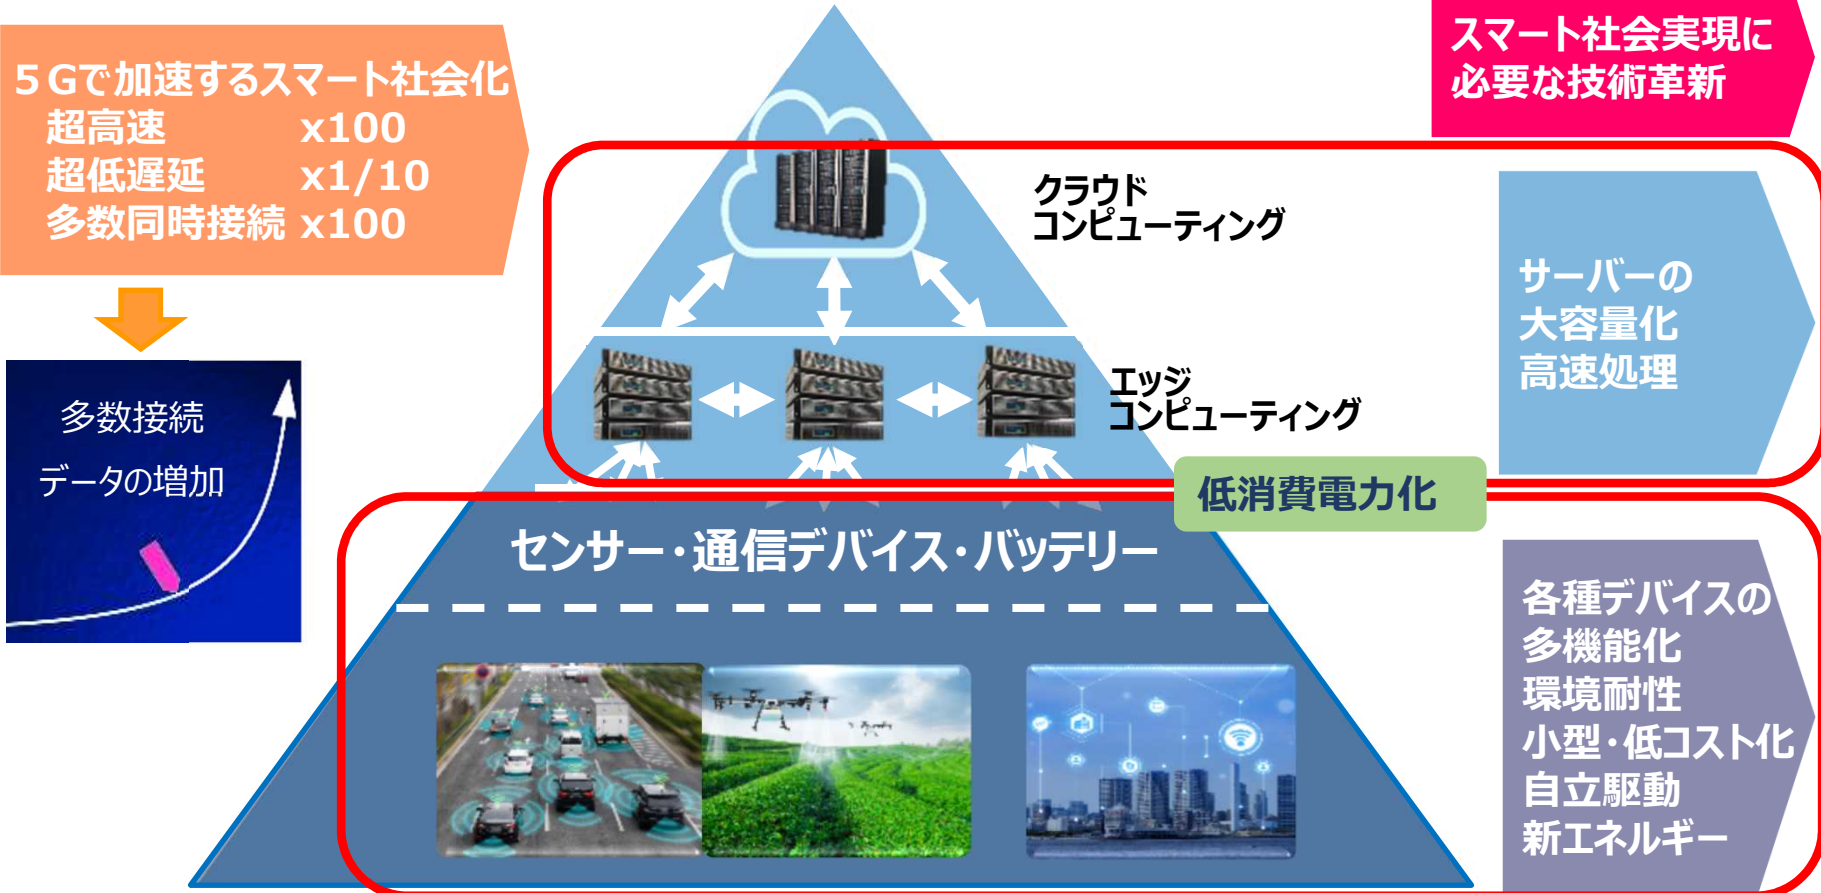 5Gで加速するスマート社会化
超高速 x100
超低遅延 x1/10
多数同時接続 x100
多数接続
データの増加
スマート社会実現に
必要な技術革新
クラウド
コンピューティング
エッジ
コンピューティング
サーバーの
大容量化
高速処理
低消費電力化
センサー・通信デバイス・バッテリー
各種デバイスの
多機能化
環境耐性
小型・低コスト化
自立駆動
新エネルギー